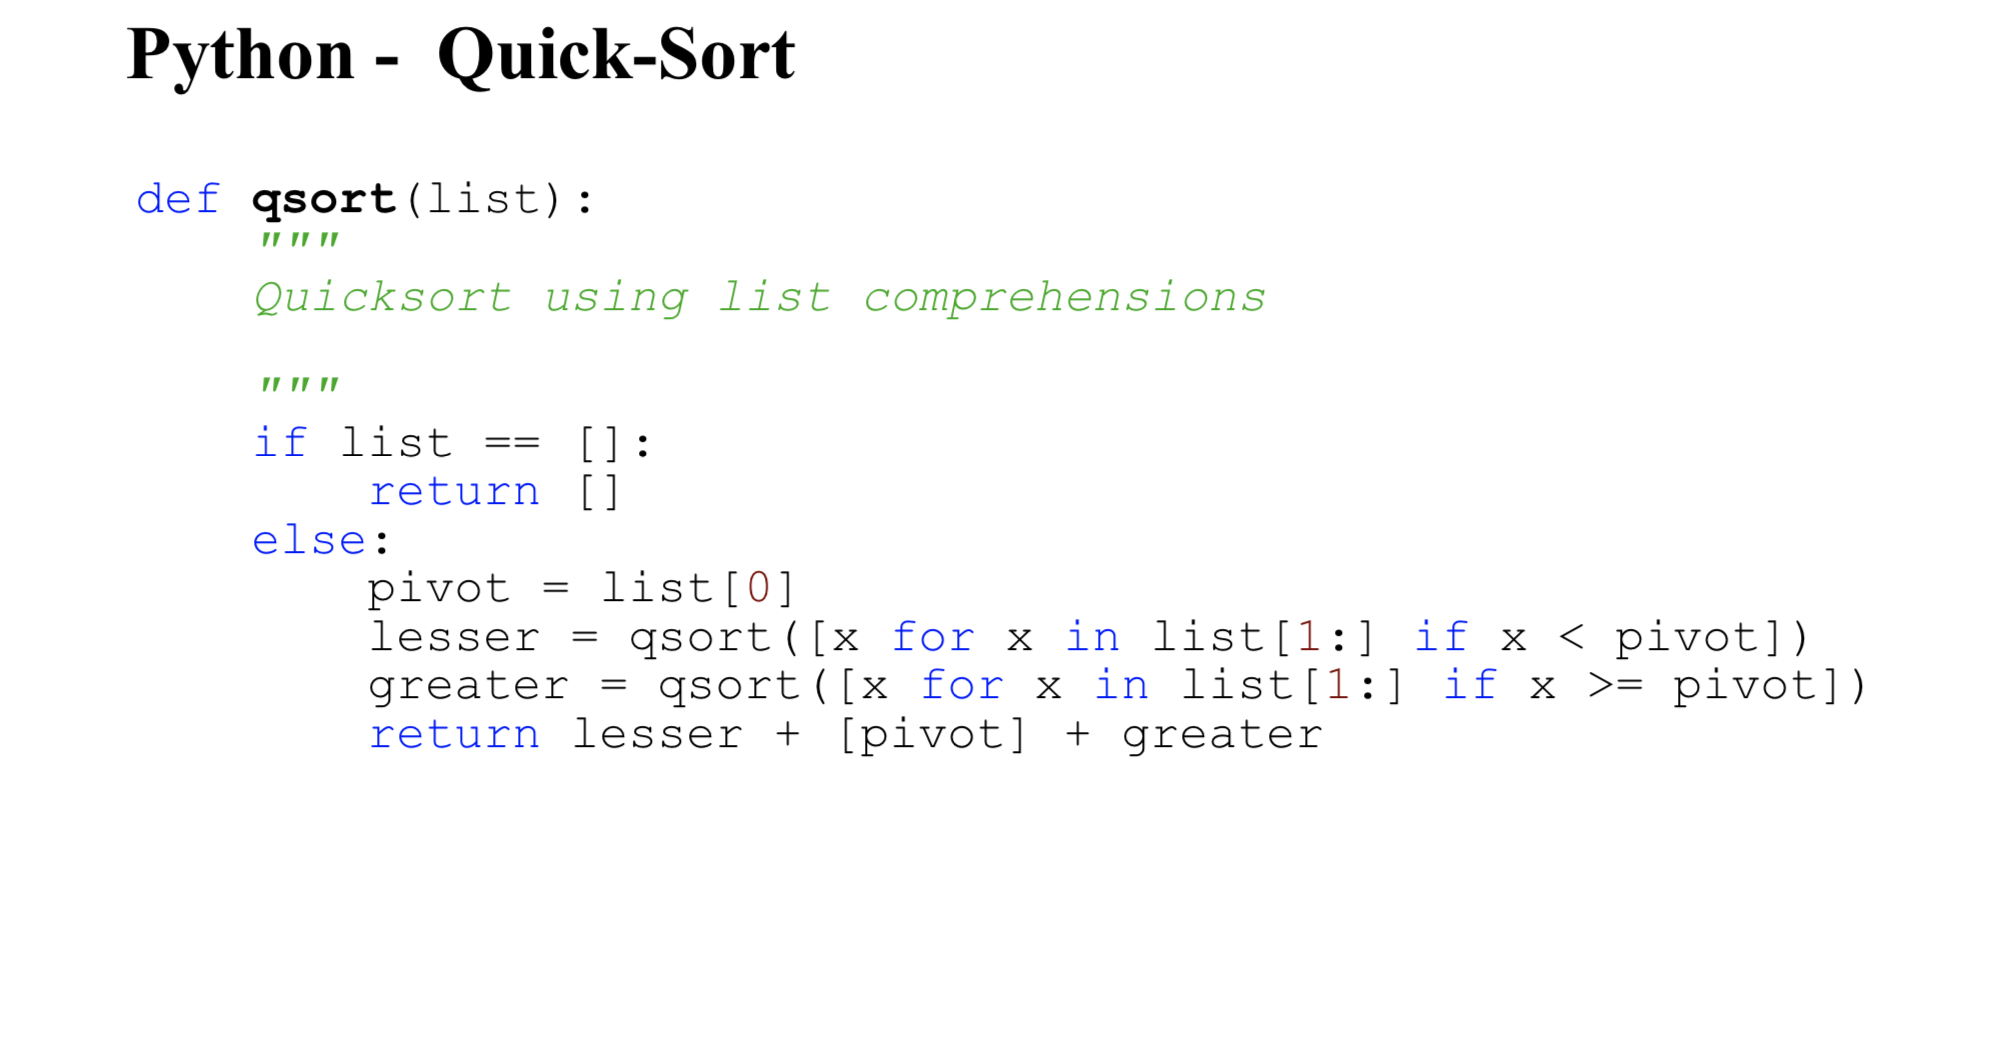 Python -  Quick-Sort
def qsort(list):
    """
    Quicksort using list comprehensions

    """
    if list == []:
        return []
    else:
        pivot = list[0]
        lesser = qsort([x for x in list[1:] if x < pivot])
        greater = qsort([x for x in list[1:] if x >= pivot])
        return lesser + [pivot] + greater